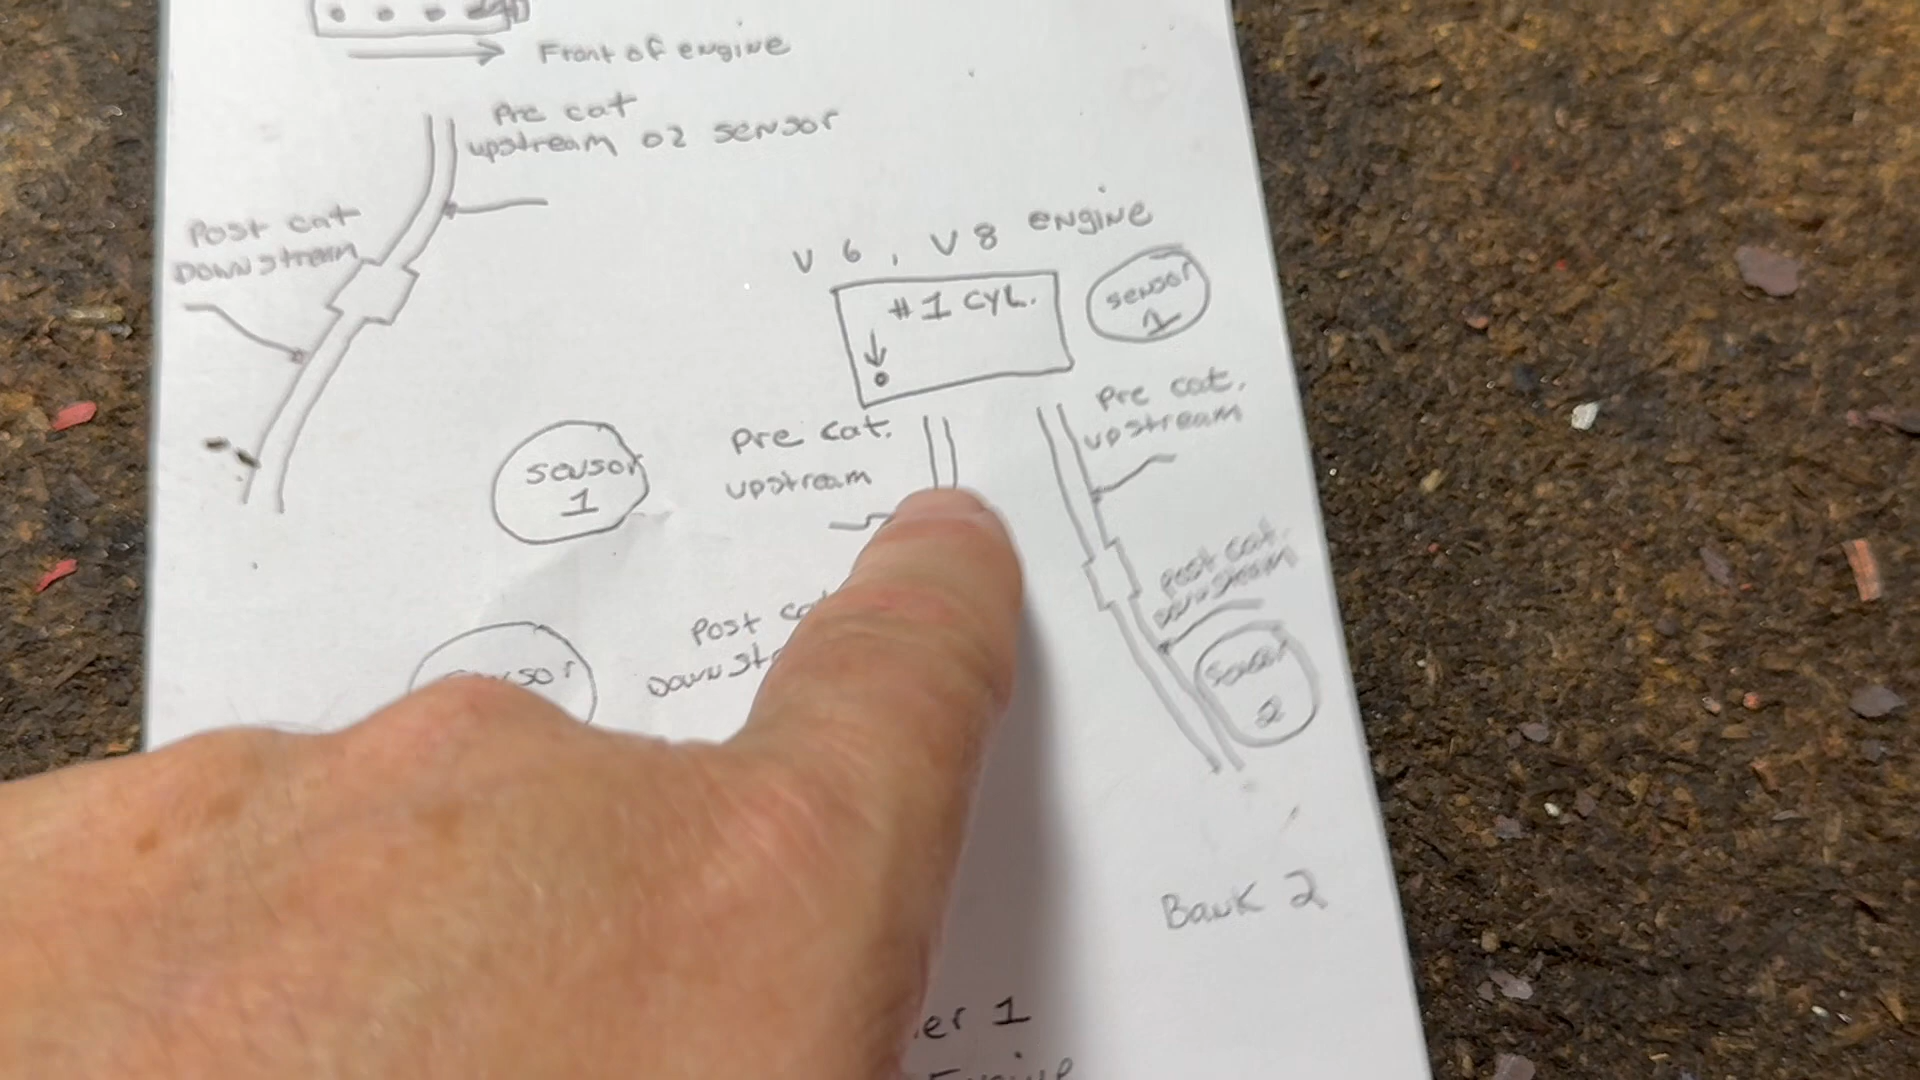 Front of engine
Pre cat
upstream O2 sensor
Post cat
Downstream
V6, V8 engine
#1 CYL.
sensor
1
Pre cat.
upstream
Pre cat.
upstream
sensor
1
Post cat.
Downstream
Post
sensor
2
Bank 2
1